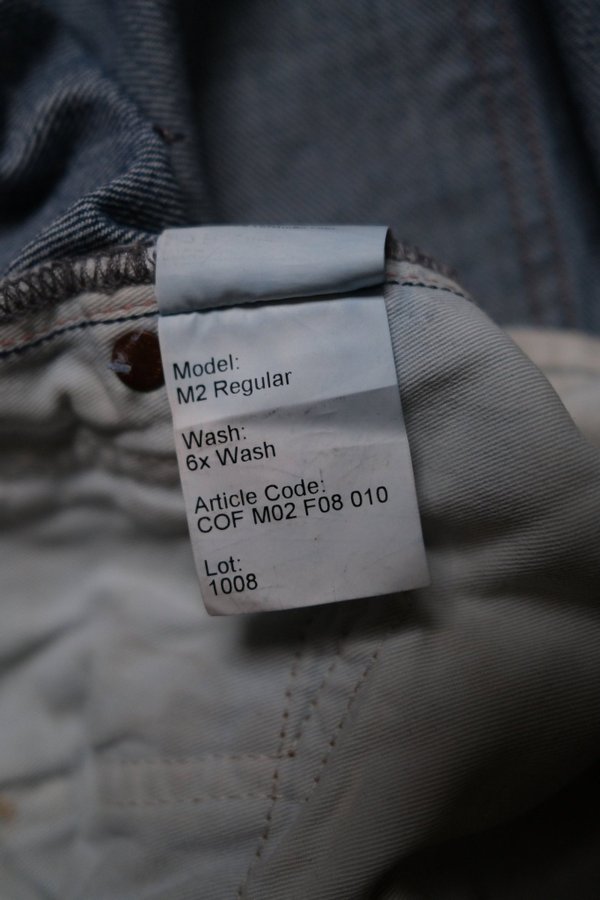 Model:
M2 Regular
Wash:
6x Wash
Article Code:
COF M02 F08 010
Lot:
1008